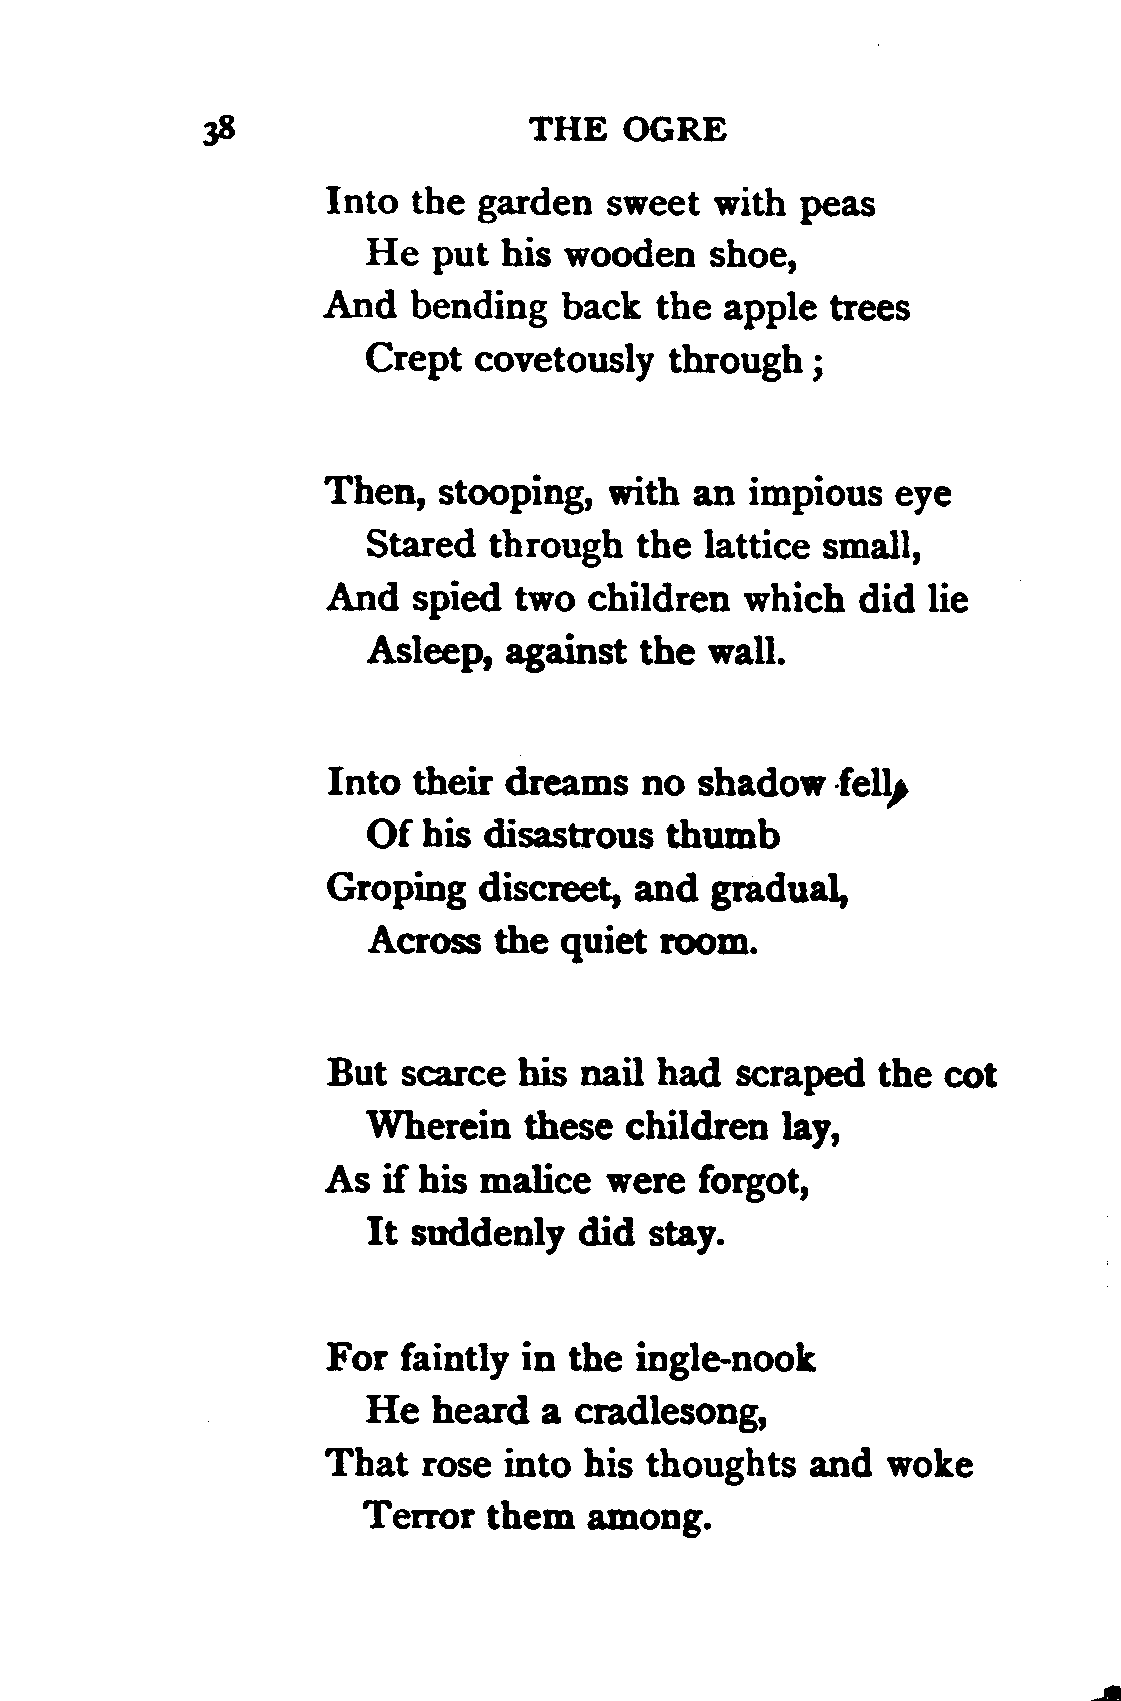 38 THE OGRE
Into the garden sweet with peas
He put his wooden shoe,
And bending back the apple trees
Crept covetously through;
Then, stooping, with an impious eye
Stared through the lattice small,
And spied two children which did lie
Asleep, against the wall.
Into their dreams no shadow fell,
Of his disastrous thumb
Groping discreet, and gradual,
Across the quiet room.
But scarce his nail had scraped the cot
Wherein these children lay,
As if his malice were forgot,
It suddenly did stay.
For faintly in the ingle-nook
He heard a cradlesong,
That rose into his thoughts and woke
Terror them among.